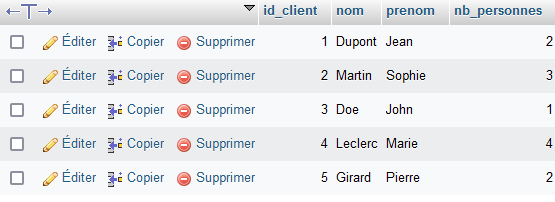 id_client nom prenom nb_personnes
Éditer Copier Supprimer 1 Dupont Jean 2
Éditer Copier Supprimer 2 Martin Sophie 3
Éditer Copier Supprimer 3 Doe John 1
Éditer Copier Supprimer 4 Leclerc Marie 4
Éditer Copier Supprimer 5 Girard Pierre 2